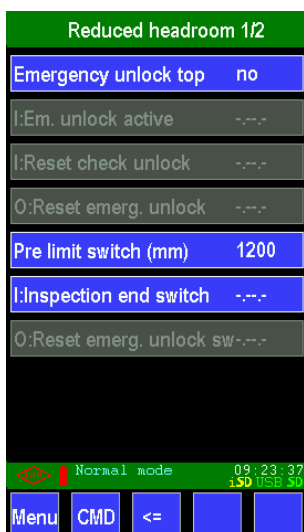 Reduced headroom 1/2
Emergency unlock top no
I:Em. unlock active -.--.-
I:Reset check unlock -.--.-
O:Reset emerg. unlock -.--.-
Pre limit switch (mm) 1200
I:Inspection end switch -.--.-
O:Reset emerg. unlock sw-.--.-
Normal mode 09:23:37
iSD USB SD
Menu CMD <=